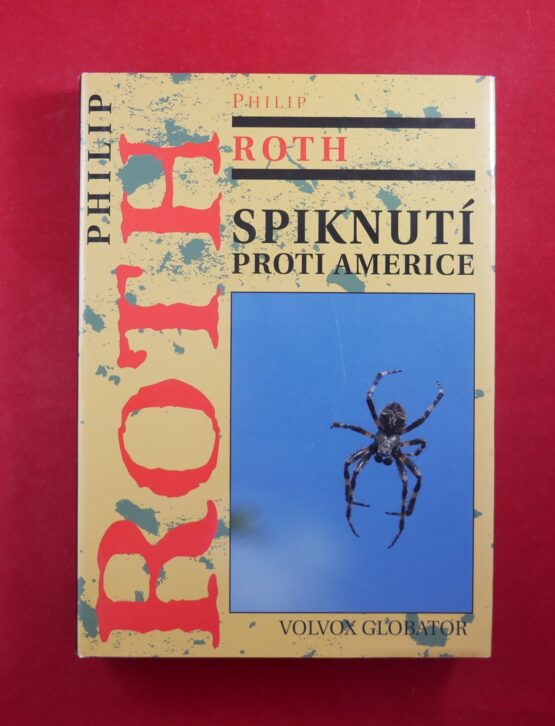 PHILIP
ROTH
PHILIP
ROTH
SPIKNUTÍ
PROTI AMERICE
VOLVOX GLOBATOR